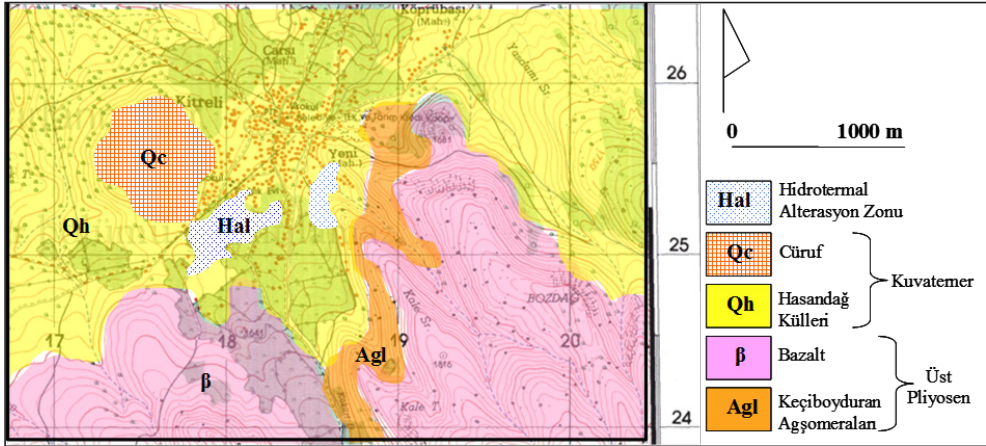 Köprübaşı
(Mah.)
Çarşı
(Mah.)
Kitreli
Yeni
(Mah.)
Qc
Qh
Hal
17
18
19
20
BOZDAĞ
Kale Sr.
Agl
β
1818
Kale T.
26
25
24
0 1000 m
Hal Hidrotermal
Alterasyon Zonu
Qc Cüruf
Kuvaterner
Qh Hasandağ
Külleri
β Bazalt
Üst
Pliyosen
Agl Keçiboyduran
Agşomeraları